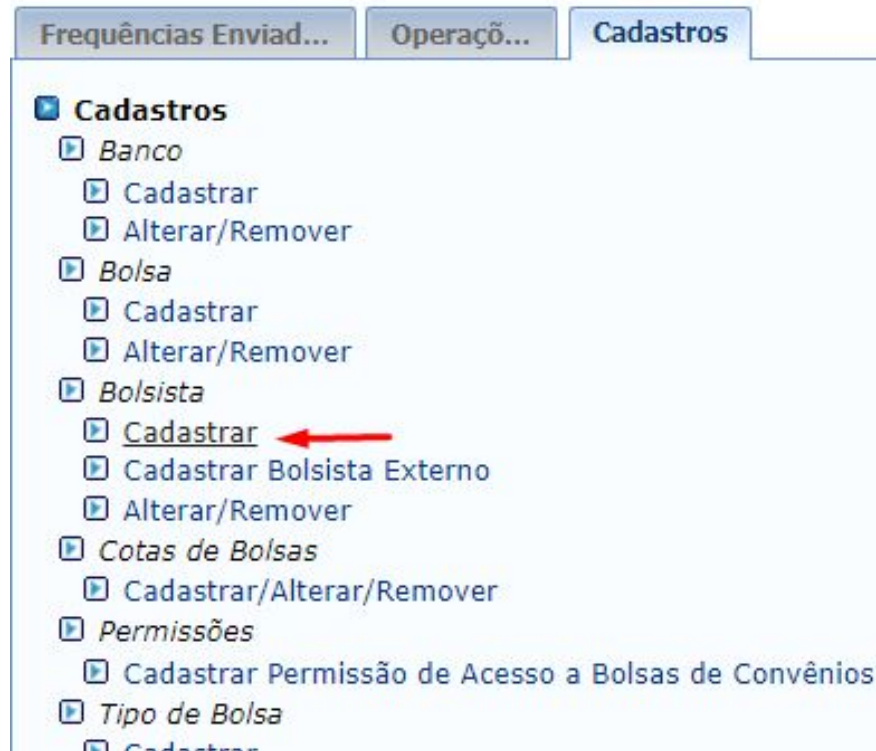 Frequências Enviad... Operaçõ... Cadastros
Cadastros
Banco
Cadastrar
Alterar/Remover
Bolsa
Cadastrar
Alterar/Remover
Bolsista
Cadastrar
Cadastrar Bolsista Externo
Alterar/Remover
Cotas de Bolsas
Cadastrar/Alterar/Remover
Permissões
Cadastrar Permissão de Acesso a Bolsas de Convênios
Tipo de Bolsa
Cadastrar